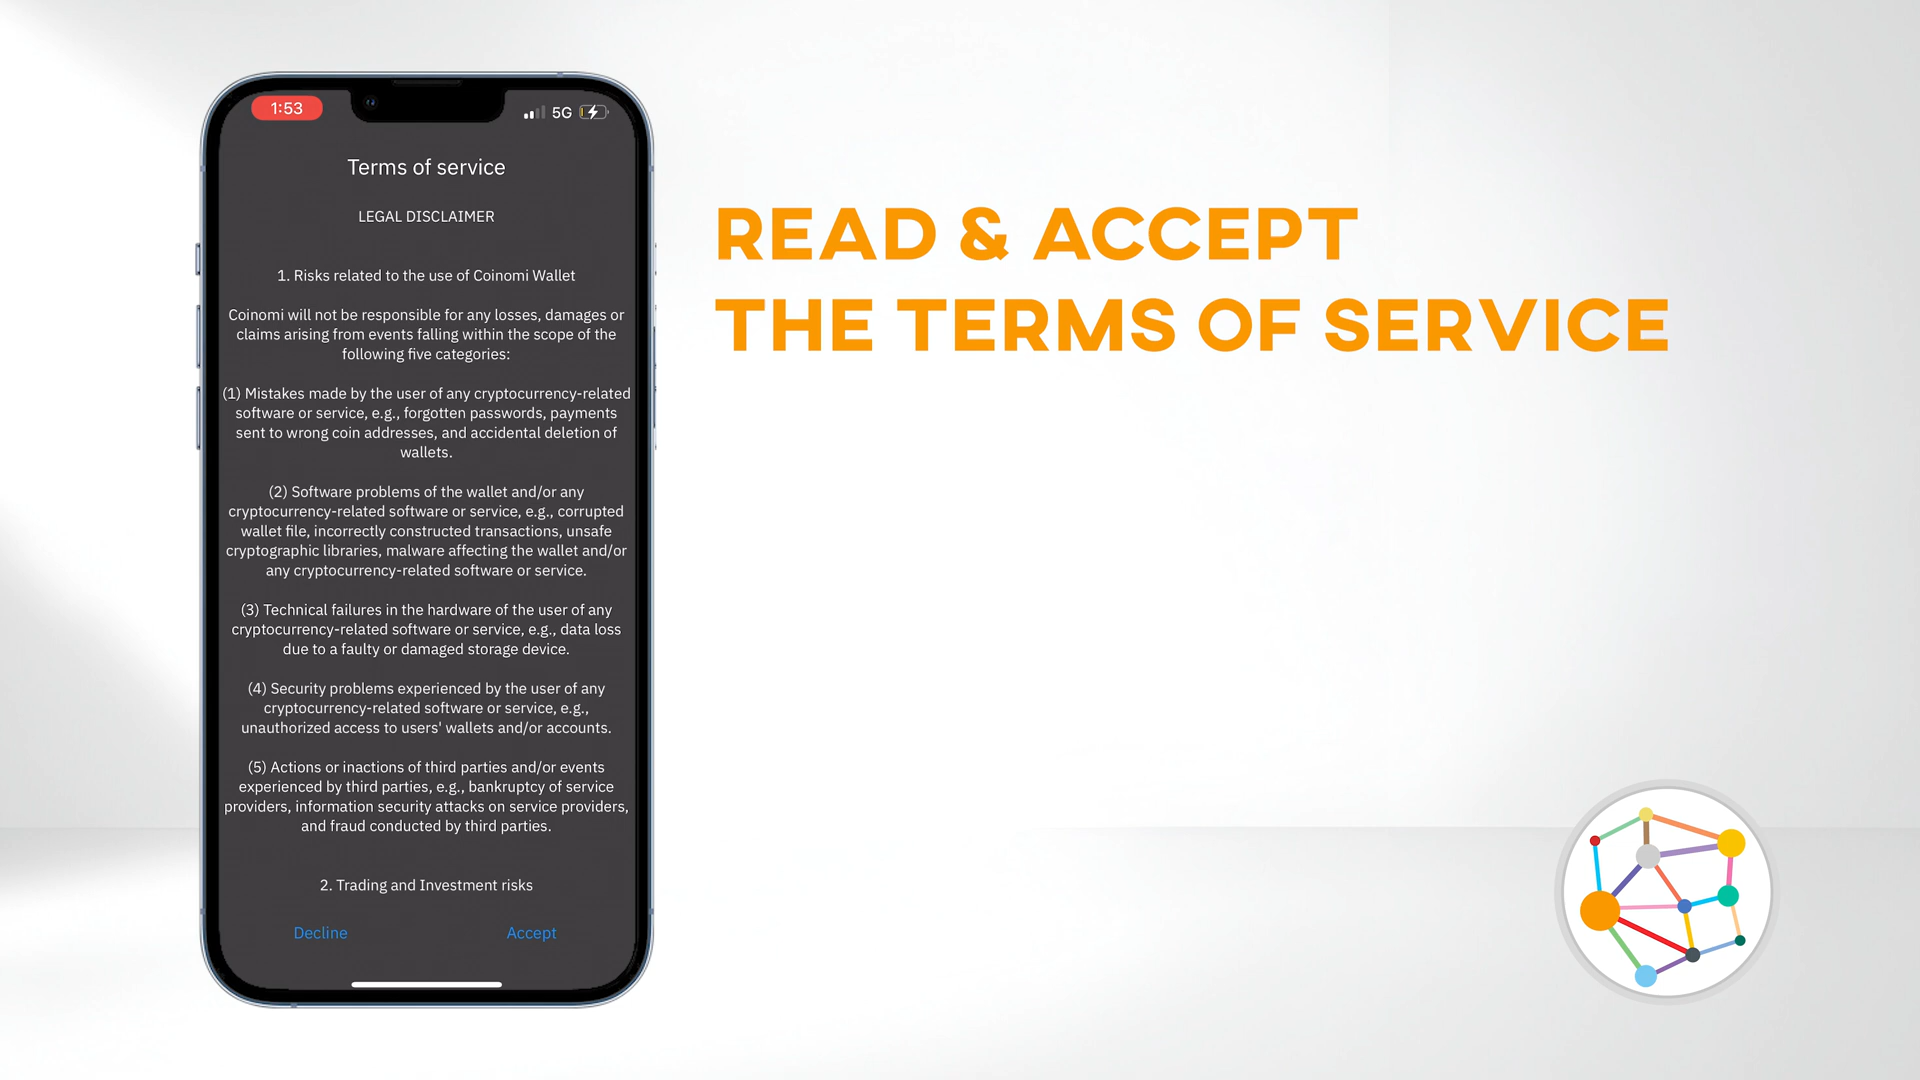 1:53
5G
Terms of service
LEGAL DISCLAIMER
1. Risks related to the use of Coinomi Wallet
Coinomi will not be responsible for any losses, damages or
claims arising from events falling within the scope of the
following five categories:
(1) Mistakes made by the user of any cryptocurrency-related
software or service, e.g., forgotten passwords, payments
sent to wrong coin addresses, and accidental deletion of
wallets.
(2) Software problems of the wallet and/or any
cryptocurrency-related software or service, e.g., corrupted
wallet file, incorrectly constructed transactions, unsafe
cryptographic libraries, malware affecting the wallet and/or
any cryptocurrency-related software or service.
(3) Technical failures in the hardware of the user of any
cryptocurrency-related software or service, e.g., data loss
due to a faulty or damaged storage device.
(4) Security problems experienced by the user of any
cryptocurrency-related software or service, e.g.,
unauthorized access to users' wallets and/or accounts.
(5) Actions or inactions of third parties and/or events
experienced by third parties, e.g., bankruptcy of service
providers, information security attacks on service providers,
and fraud conducted by third parties.
2. Trading and Investment risks
Decline
Accept
READ & ACCEPT
THE TERMS OF SERVICE